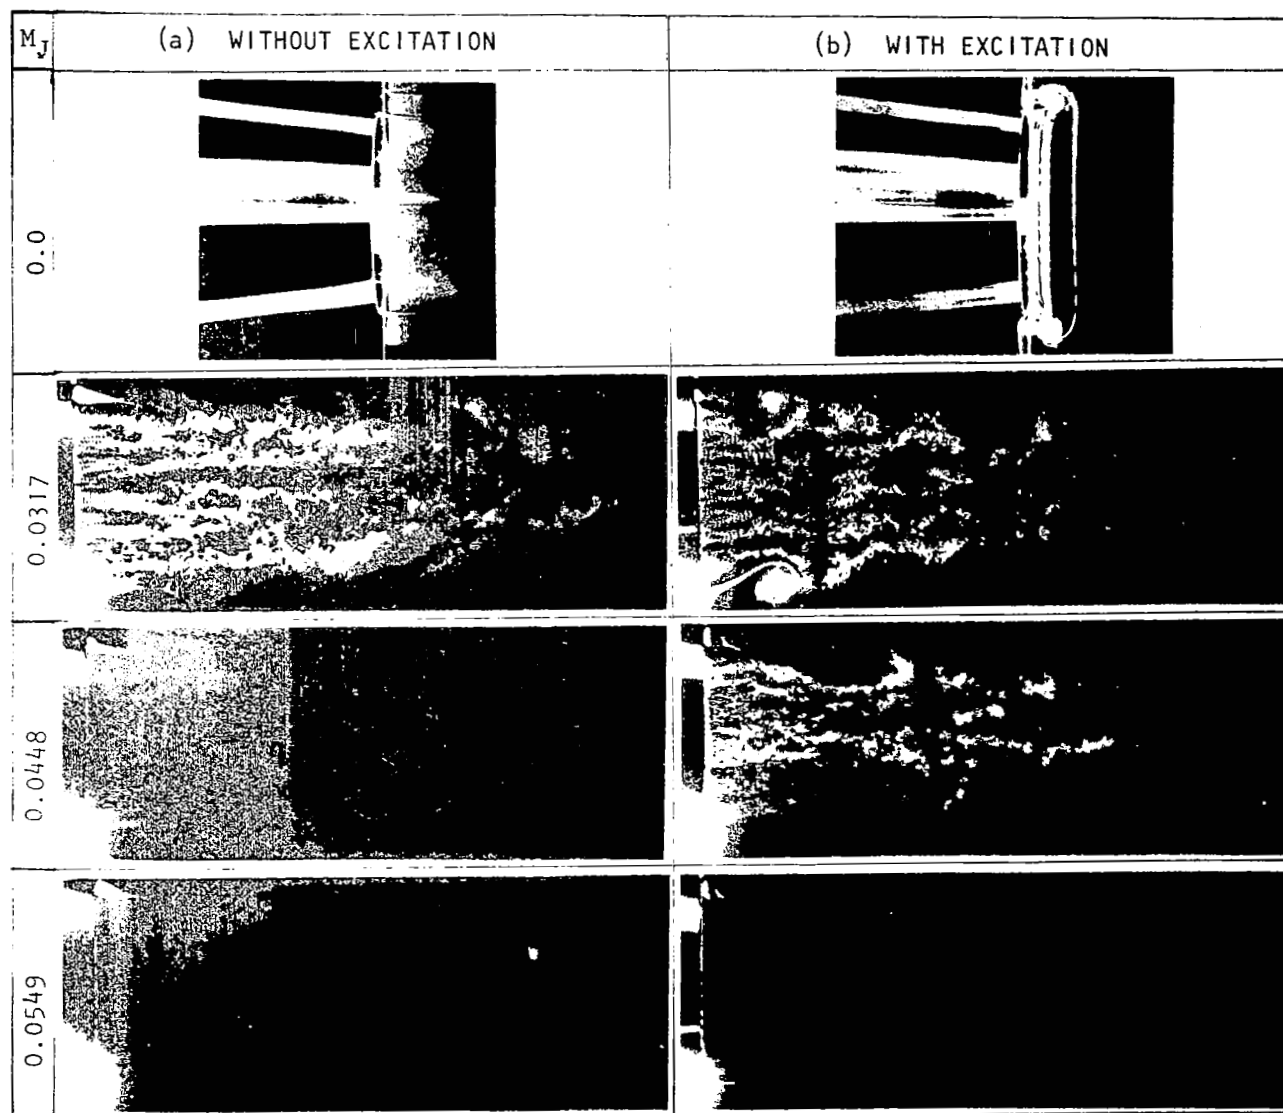 M_J
(a) WITHOUT EXCITATION
(b) WITH EXCITATION
0.0
0.0317
0.0448
0.0549